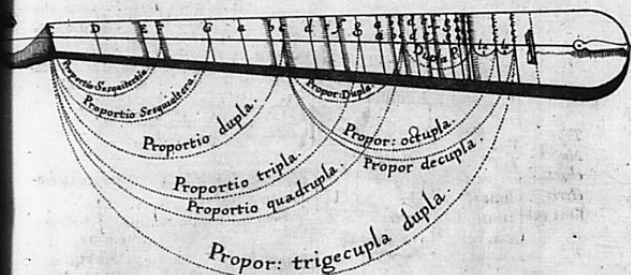 D
G a
d
f g
Dupla P.
Proportio Sesquitertia
Proportio Sesquialtera
Propor: Dupla
Proportio dupla.
Propor: octupla.
Propor decupla.
Proportio tripla.
Proportio quadrupla.
Propor: trigecupla dupla.